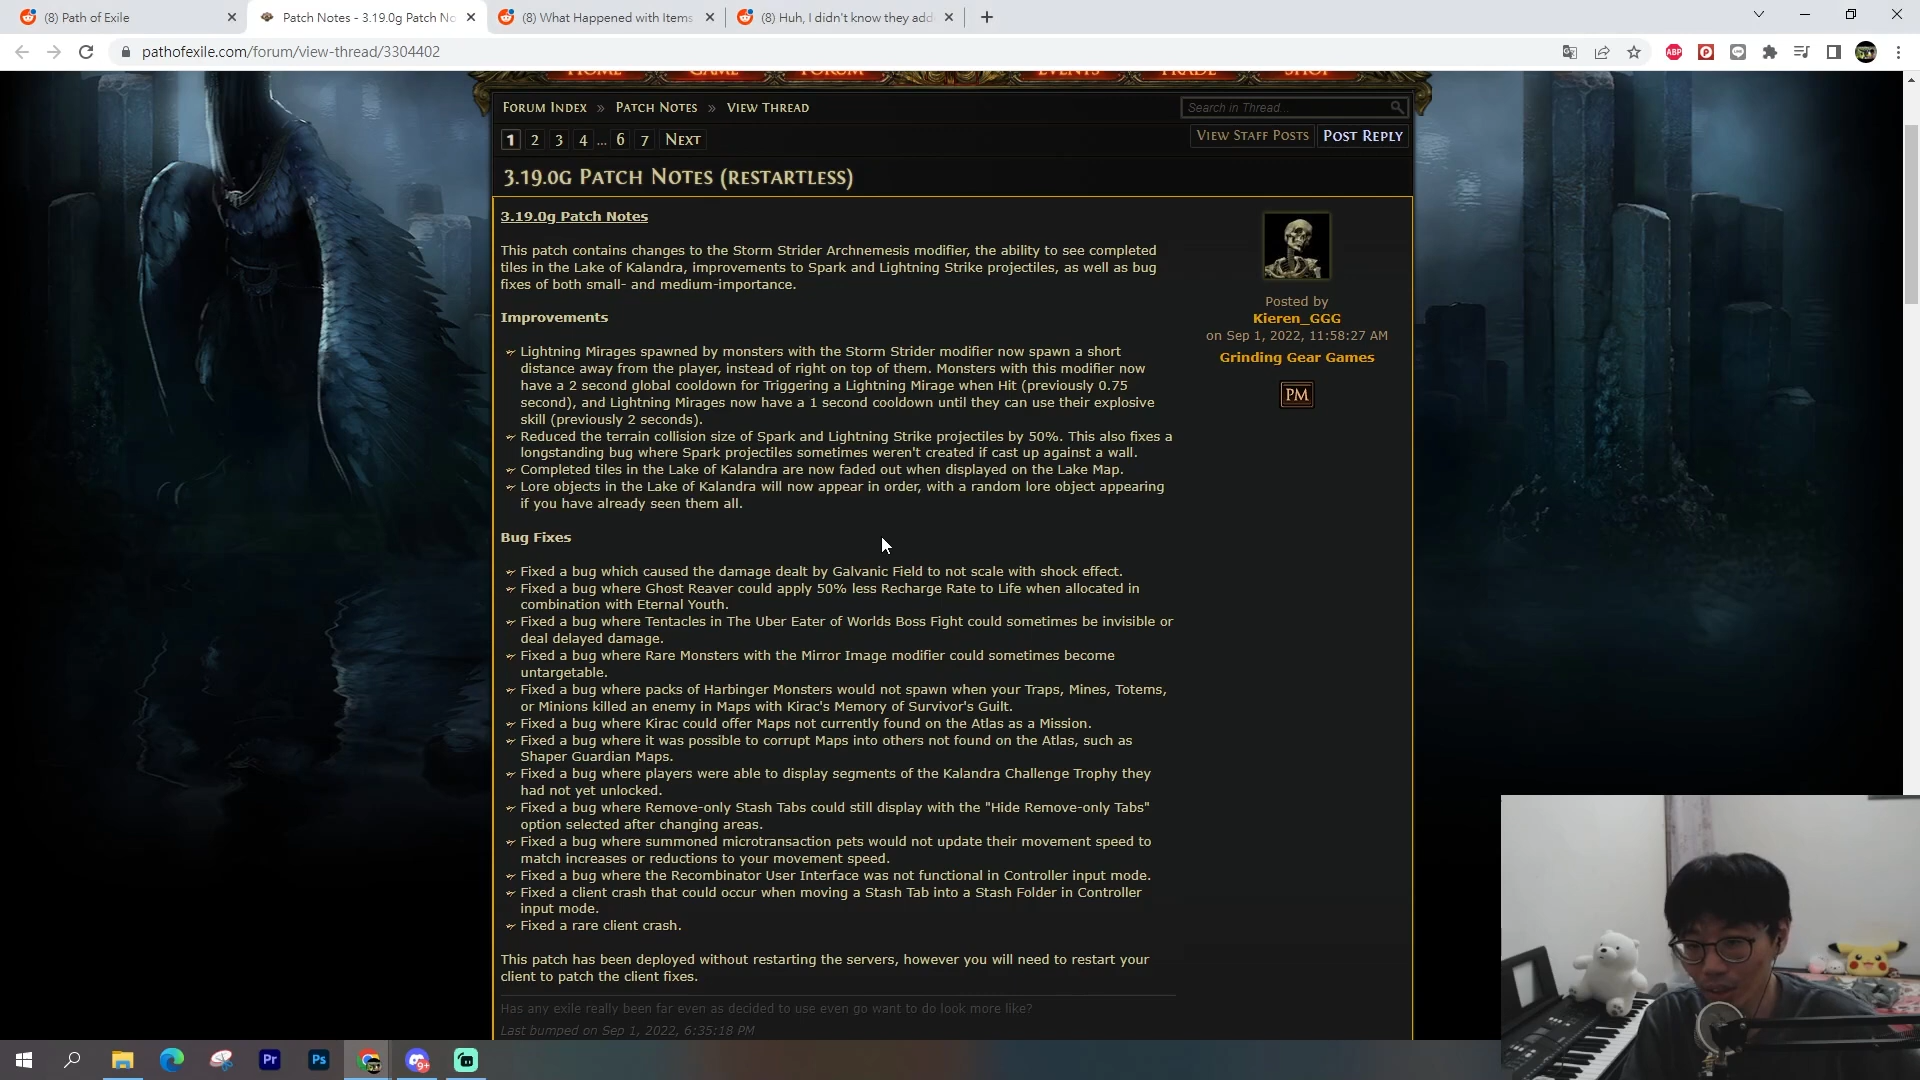 (8) Path of Exile
Patch Notes - 3.19.0g Patch No
(8) What Happened with Items
(8) Huh, I didn't know they add
pathofexile.com/forum/view-thread/3304402
ABP
HOME GAME FORUM EVENTS TRADE SHOP
Forum Index » Patch Notes » View Thread
Search in Thread...
1 2 3 4 ... 6 7 Next
View Staff Posts
Post Reply
3.19.0g Patch Notes (restartless)
3.19.0g Patch Notes
This patch contains changes to the Storm Strider Archnemesis modifier, the ability to see completed
tiles in the Lake of Kalandra, improvements to Spark and Lightning Strike projectiles, as well as bug
fixes of both small- and medium-importance.
Improvements
Lightning Mirages spawned by monsters with the Storm Strider modifier now spawn a short
distance away from the player, instead of right on top of them. Monsters with this modifier now
have a 2 second global cooldown for Triggering a Lightning Mirage when Hit (previously 0.75
second), and Lightning Mirages now have a 1 second cooldown until they can use their explosive
skill (previously 2 seconds).
Reduced the terrain collision size of Spark and Lightning Strike projectiles by 50%. This also fixes a
longstanding bug where Spark projectiles sometimes weren't created if cast up against a wall.
Completed tiles in the Lake of Kalandra are now faded out when displayed on the Lake Map.
Lore objects in the Lake of Kalandra will now appear in order, with a random lore object appearing
if you have already seen them all.
Bug Fixes
Fixed a bug which caused the damage dealt by Galvanic Field to not scale with shock effect.
Fixed a bug where Ghost Reaver could apply 50% less Recharge Rate to Life when allocated in
combination with Eternal Youth.
Fixed a bug where Tentacles in The Uber Eater of Worlds Boss Fight could sometimes be invisible or
deal delayed damage.
Fixed a bug where Rare Monsters with the Mirror Image modifier could sometimes become
untargetable.
Fixed a bug where packs of Harbinger Monsters would not spawn when your Traps, Mines, Totems,
or Minions killed an enemy in Maps with Kirac's Memory of Survivor's Guilt.
Fixed a bug where Kirac could offer Maps not currently found on the Atlas as a Mission.
Fixed a bug where it was possible to corrupt Maps into others not found on the Atlas, such as
Shaper Guardian Maps.
Fixed a bug where players were able to display segments of the Kalandra Challenge Trophy they
had not yet unlocked.
Fixed a bug where Remove-only Stash Tabs could still display with the "Hide Remove-only Tabs"
option selected after changing areas.
Fixed a bug where summoned microtransaction pets would not update their movement speed to
match increases or reductions to your movement speed.
Fixed a bug where the Recombinator User Interface was not functional in Controller input mode.
Fixed a client crash that could occur when moving a Stash Tab into a Stash Folder in Controller
input mode.
Fixed a rare client crash.
This patch has been deployed without restarting the servers, however you will need to restart your
client to patch the client fixes.
Has any exile really been far even as decided to use even go want to do look more like?
Last bumped on Sep 1, 2022, 6:35:18 PM
Posted by
Kieren_GGG
on Sep 1, 2022, 11:58:27 AM
Grinding Gear Games
PM
Pr
Ps
9+